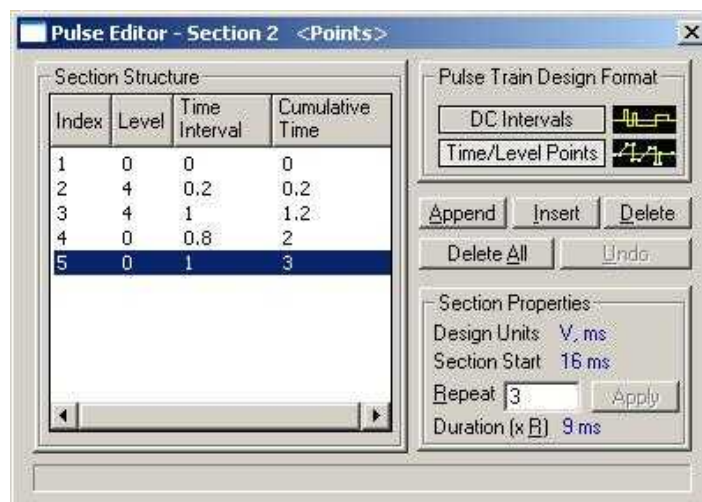 Pulse Editor - Section 2 <Points>
Section Structure
Index Level Time Interval Cumulative Time
1 0 0 0
2 4 0.2 0.2
3 4 1 1.2
4 0 0.8 2
5 0 1 3
Pulse Train Design Format
DC Intervals
Time/Level Points
Append Insert Delete
Delete All Undo
Section Properties
Design Units V, ms
Section Start 16 ms
Repeat 3 Apply
Duration (x R) 9 ms